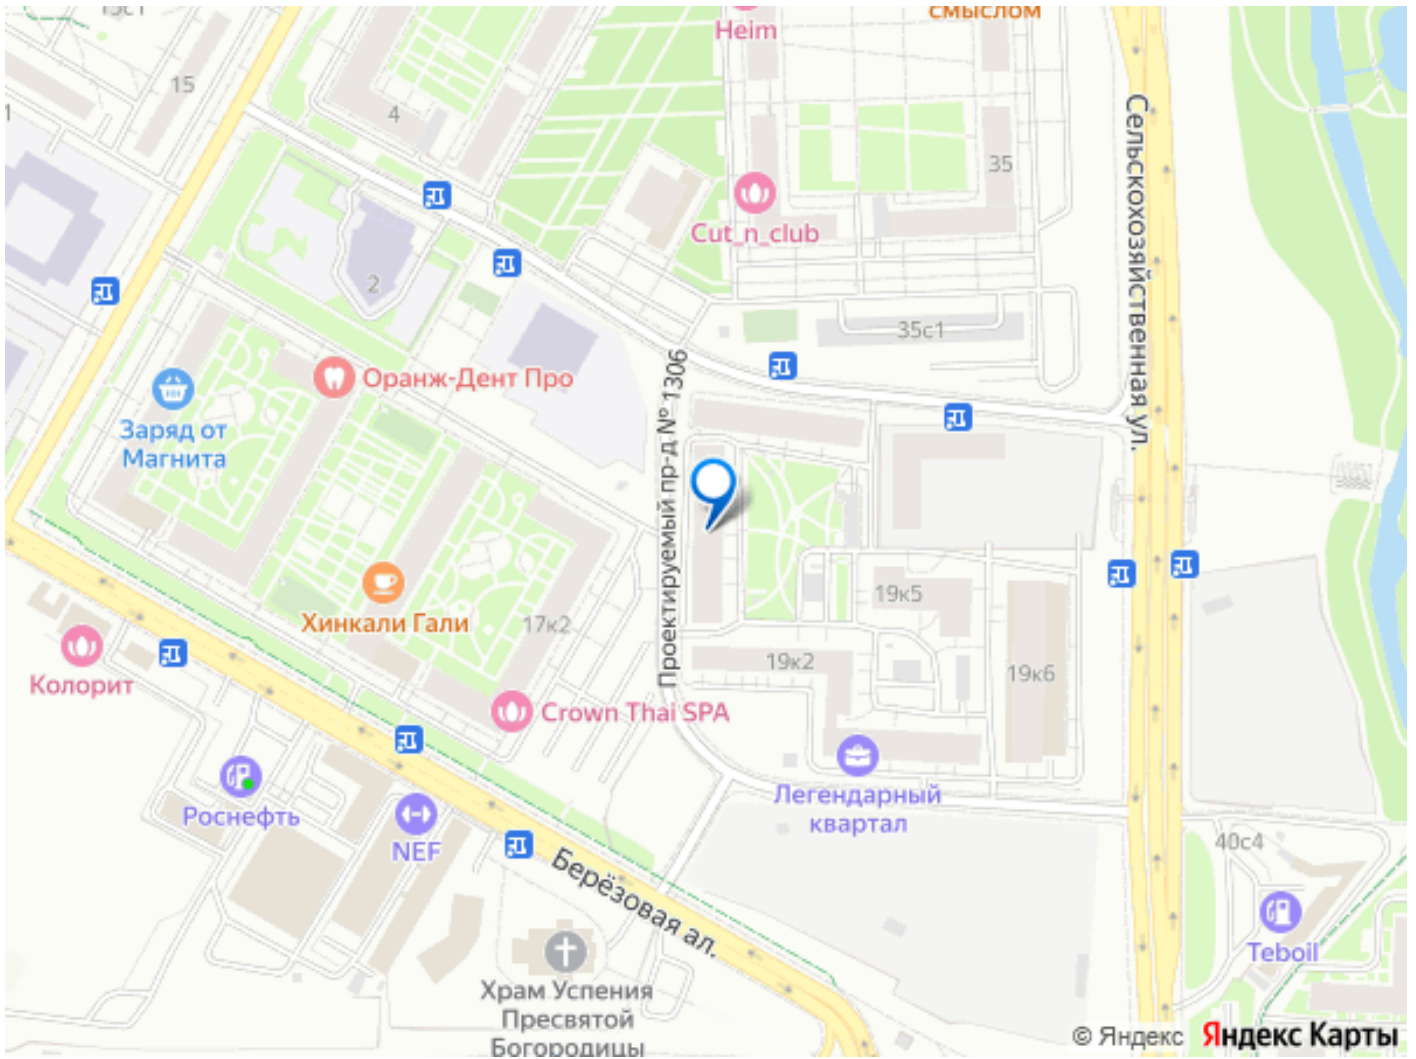 15с1
смыслом
Heim
15
4
1
35
Cut_n_club
2
35с1
Сельскохозяйственная ул.
Оранж-Дент Про
Проектируемый пр-д № 1306
Заряд от
Магнита
Хинкали Гали
17к2
19к5
19к2
19к6
Колорит
Crown Thai SPA
Легендарный
квартал
Роснефть
NEF
40с4
Берёзовая ал.
Teboil
Храм Успения
Пресвятой
Богородицы
© Яндекс Яндекс Карты